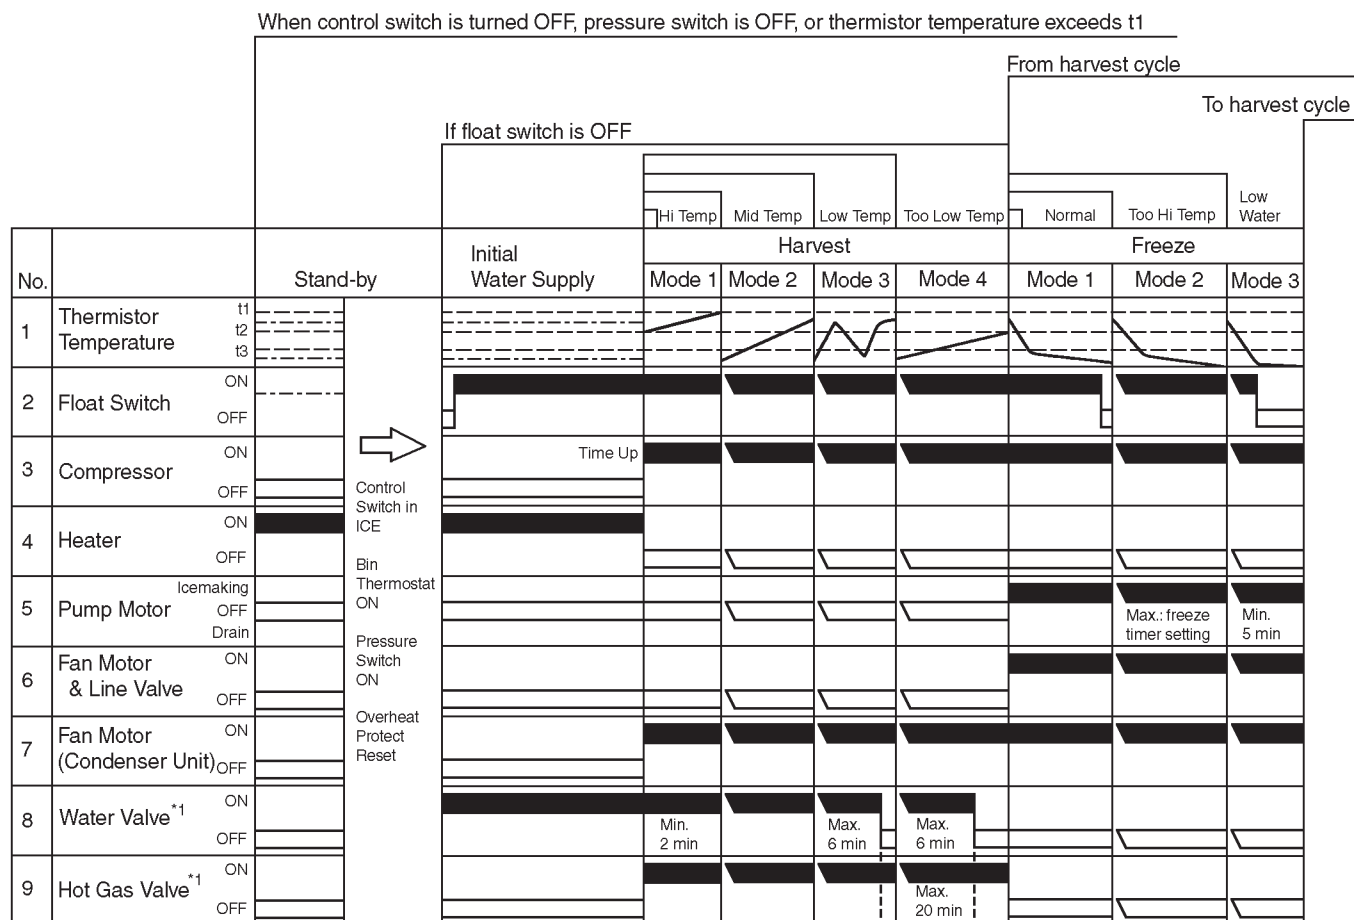 When control switch is turned OFF, pressure switch is OFF, or thermistor temperature exceeds t1
From harvest cycle
To harvest cycle
If float switch is OFF
Hi Temp Mid Temp Low Temp Too Low Temp Normal Too Hi Temp Low Water
Harvest Freeze
No. Stand-by Initial Water Supply Mode 1 Mode 2 Mode 3 Mode 4 Mode 1 Mode 2 Mode 3
1 Thermistor Temperature t1 t2 t3
2 Float Switch ON OFF
3 Compressor ON OFF Time Up
Control
Switch in
ICE
Bin
Thermostat
ON
Pressure
Switch
ON
Overheat
Protect
Reset
4 Heater ON OFF
5 Pump Motor Icemaking OFF Drain
Max.: freeze
timer setting
Min.
5 min
6 Fan Motor & Line Valve ON OFF
7 Fan Motor (Condenser Unit) ON OFF
8 Water Valve*1 ON OFF
Min.
2 min
Max.
6 min
Max.
6 min
9 Hot Gas Valve*1 ON OFF
Max.
20 min